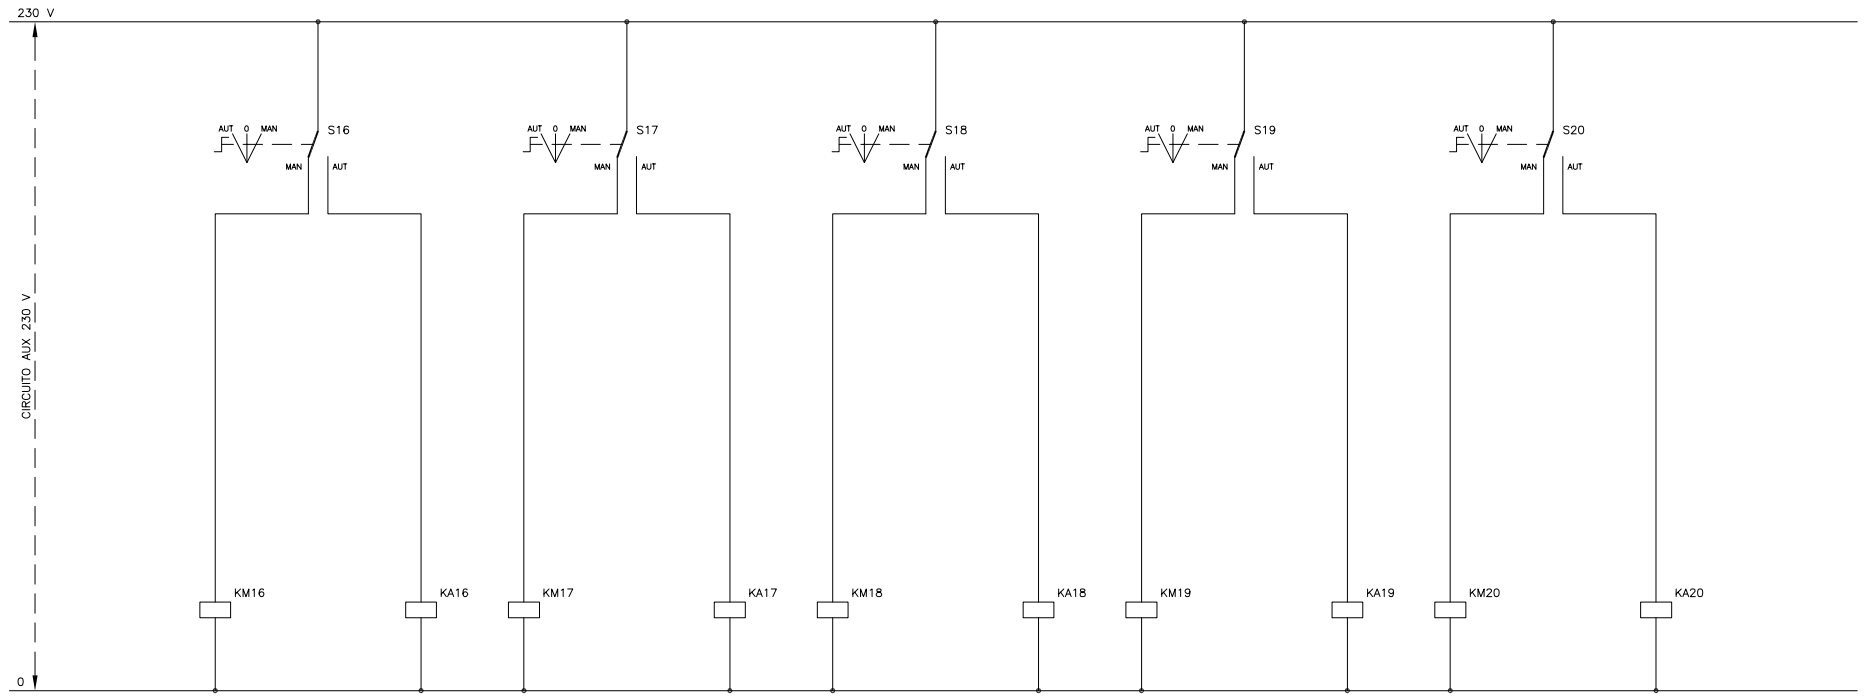 230 V
AUT 0 MAN
S16
MAN
AUT
AUT 0 MAN
S17
MAN
AUT
AUT 0 MAN
S18
MAN
AUT
AUT 0 MAN
S19
MAN
AUT
AUT 0 MAN
S20
MAN
AUT
CIRCUITO AUX 230 V
KM16
KA16
KM17
KA17
KM18
KA18
KM19
KA19
KM20
KA20
0